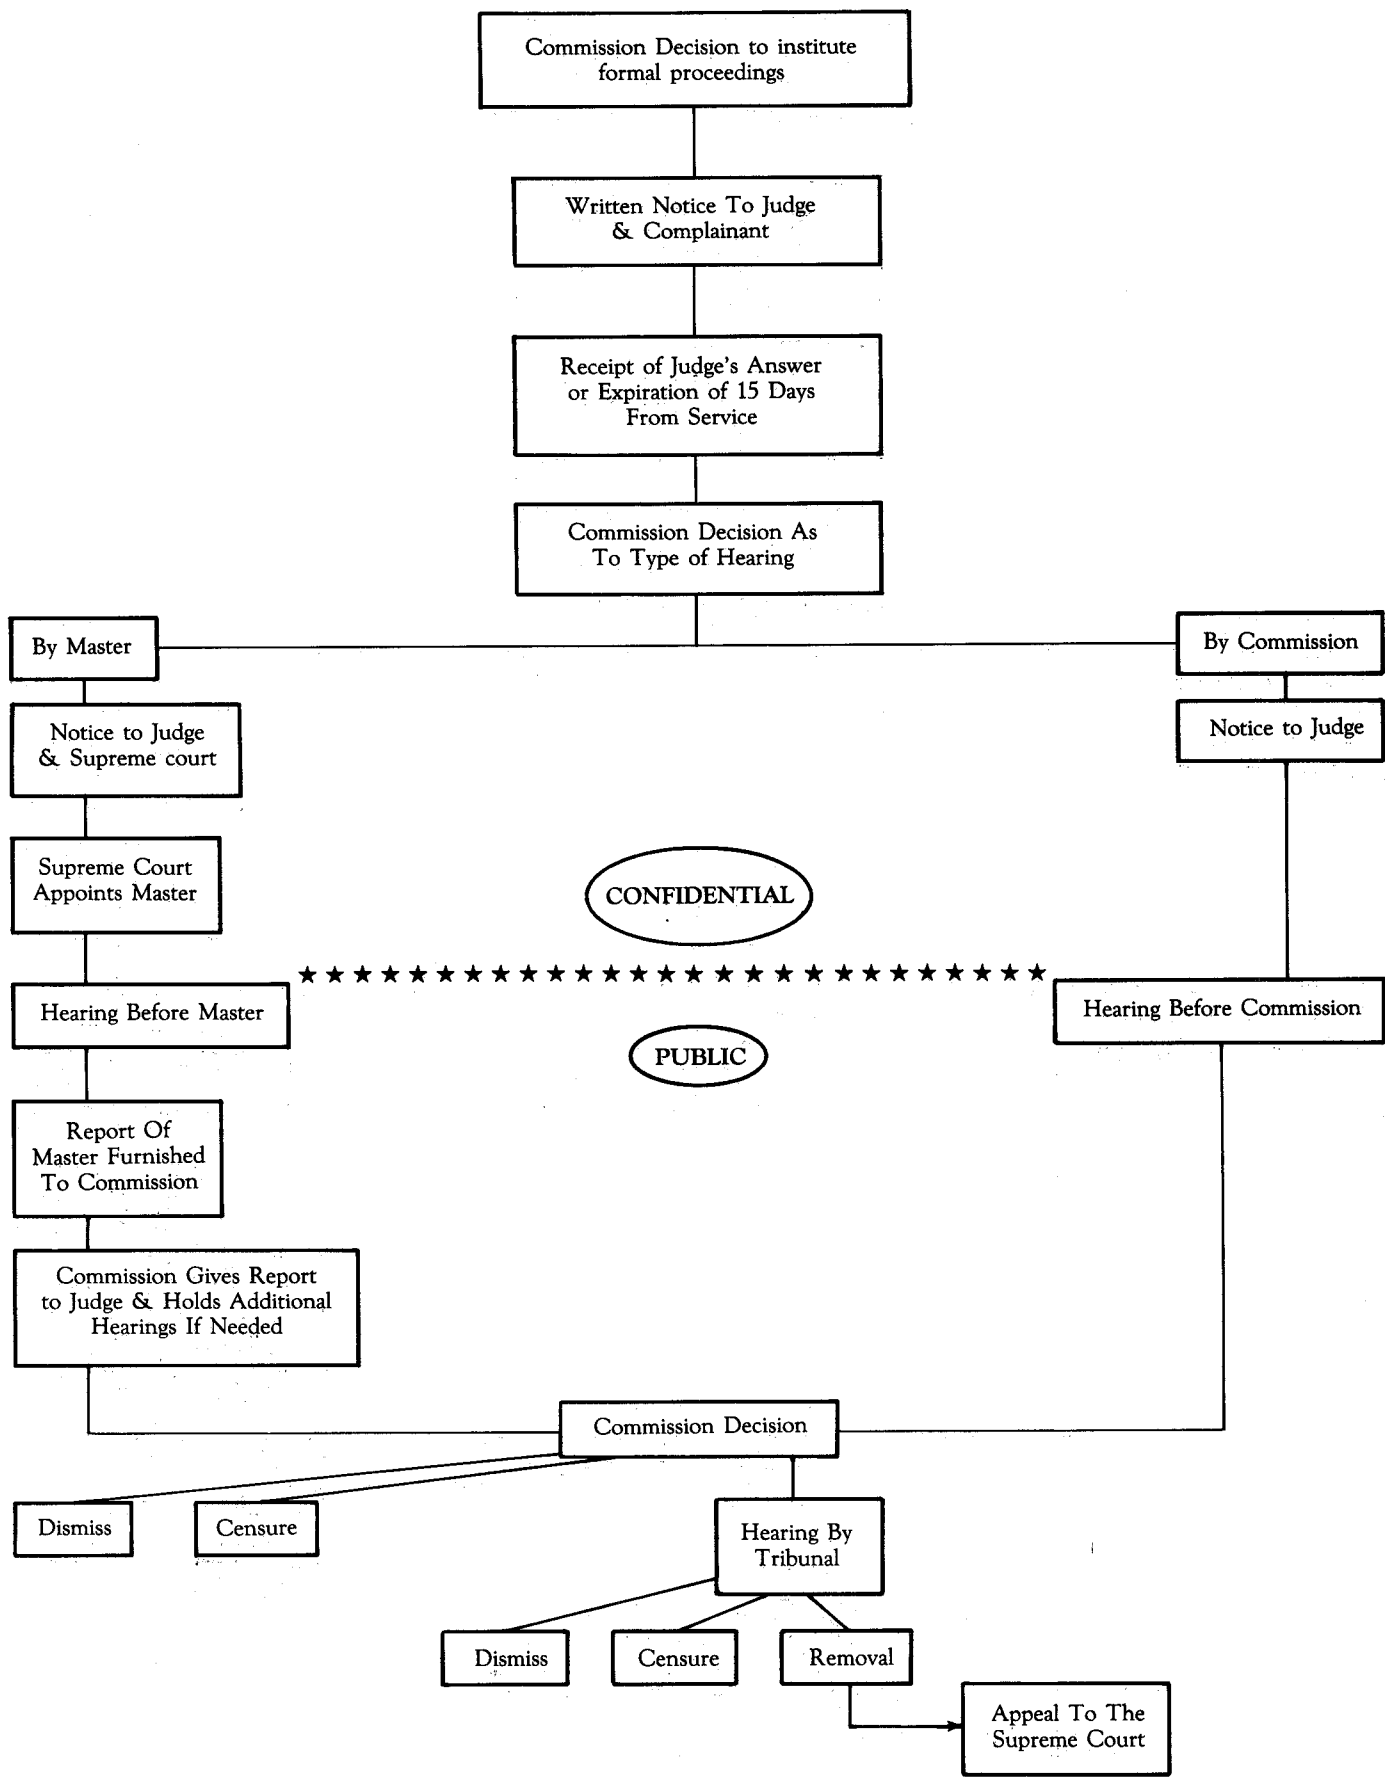 Commission Decision to institute
formal proceedings
Written Notice To Judge
& Complainant
Receipt of Judge's Answer
or Expiration of 15 Days
From Service
Commission Decision As
To Type of Hearing
By Master
By Commission
Notice to Judge
& Supreme court
Notice to Judge
Supreme Court
Appoints Master
CONFIDENTIAL
Hearing Before Master
Hearing Before Commission
PUBLIC
Report Of
Master Furnished
To Commission
Commission Gives Report
to Judge & Holds Additional
Hearings If Needed
Commission Decision
Dismiss
Censure
Hearing By
Tribunal
Dismiss
Censure
Removal
Appeal To The
Supreme Court